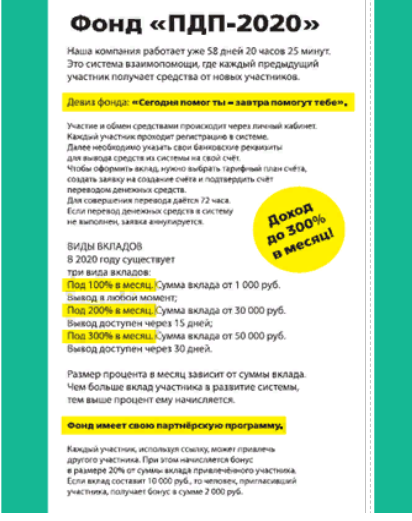 Фонд «ПДП-2020»
Наша компания работает уже 58 дней 20 часов 25 минут.
Это система взаимопомощи, где каждый предыдущий
участник получает средства от новых участников.
Девиз фонда: «Сегодня помог ты – завтра помогут тебе».
Участие и обмен средствами происходит через личный кабинет.
Каждый участник проходит регистрацию в системе.
Далее необходимо указать свои банковские реквизиты
для вывода средств из системы на свой счёт.
Чтобы оформить вклад, нужно выбрать тарифный план счёта,
создать заявку на создание счёта и подтвердить счёт
переводом денежных средств.
Для совершения перевода даётся 72 часа.
Если перевод денежных средств в систему
не выполнен, заявка аннулируется.
Доход
до 300%
в месяц!
ВИДЫ ВКЛАДОВ
В 2020 году существует
три вида вкладов:
Под 100% в месяц. Сумма вклада от 1 000 руб.
Вывод в любой момент;
Под 200% в месяц. Сумма вклада от 30 000 руб.
Вывод доступен через 15 дней;
Под 300% в месяц. Сумма вклада от 50 000 руб.
Вывод доступен через 30 дней.
Размер процента в месяц зависит от суммы вклада.
Чем больше вклад участника в развитие системы,
тем выше процент ему начисляется.
Фонд имеет свою партнёрскую программу.
Каждый участник, используя ссылку, может привлечь
другого участника. При этом начисляется бонус
в размере 20% от суммы вклада привлечённого участника.
Если вклад составит 10 000 руб., то человек, пригласивший
участника, получает бонус в сумме 2 000 руб.